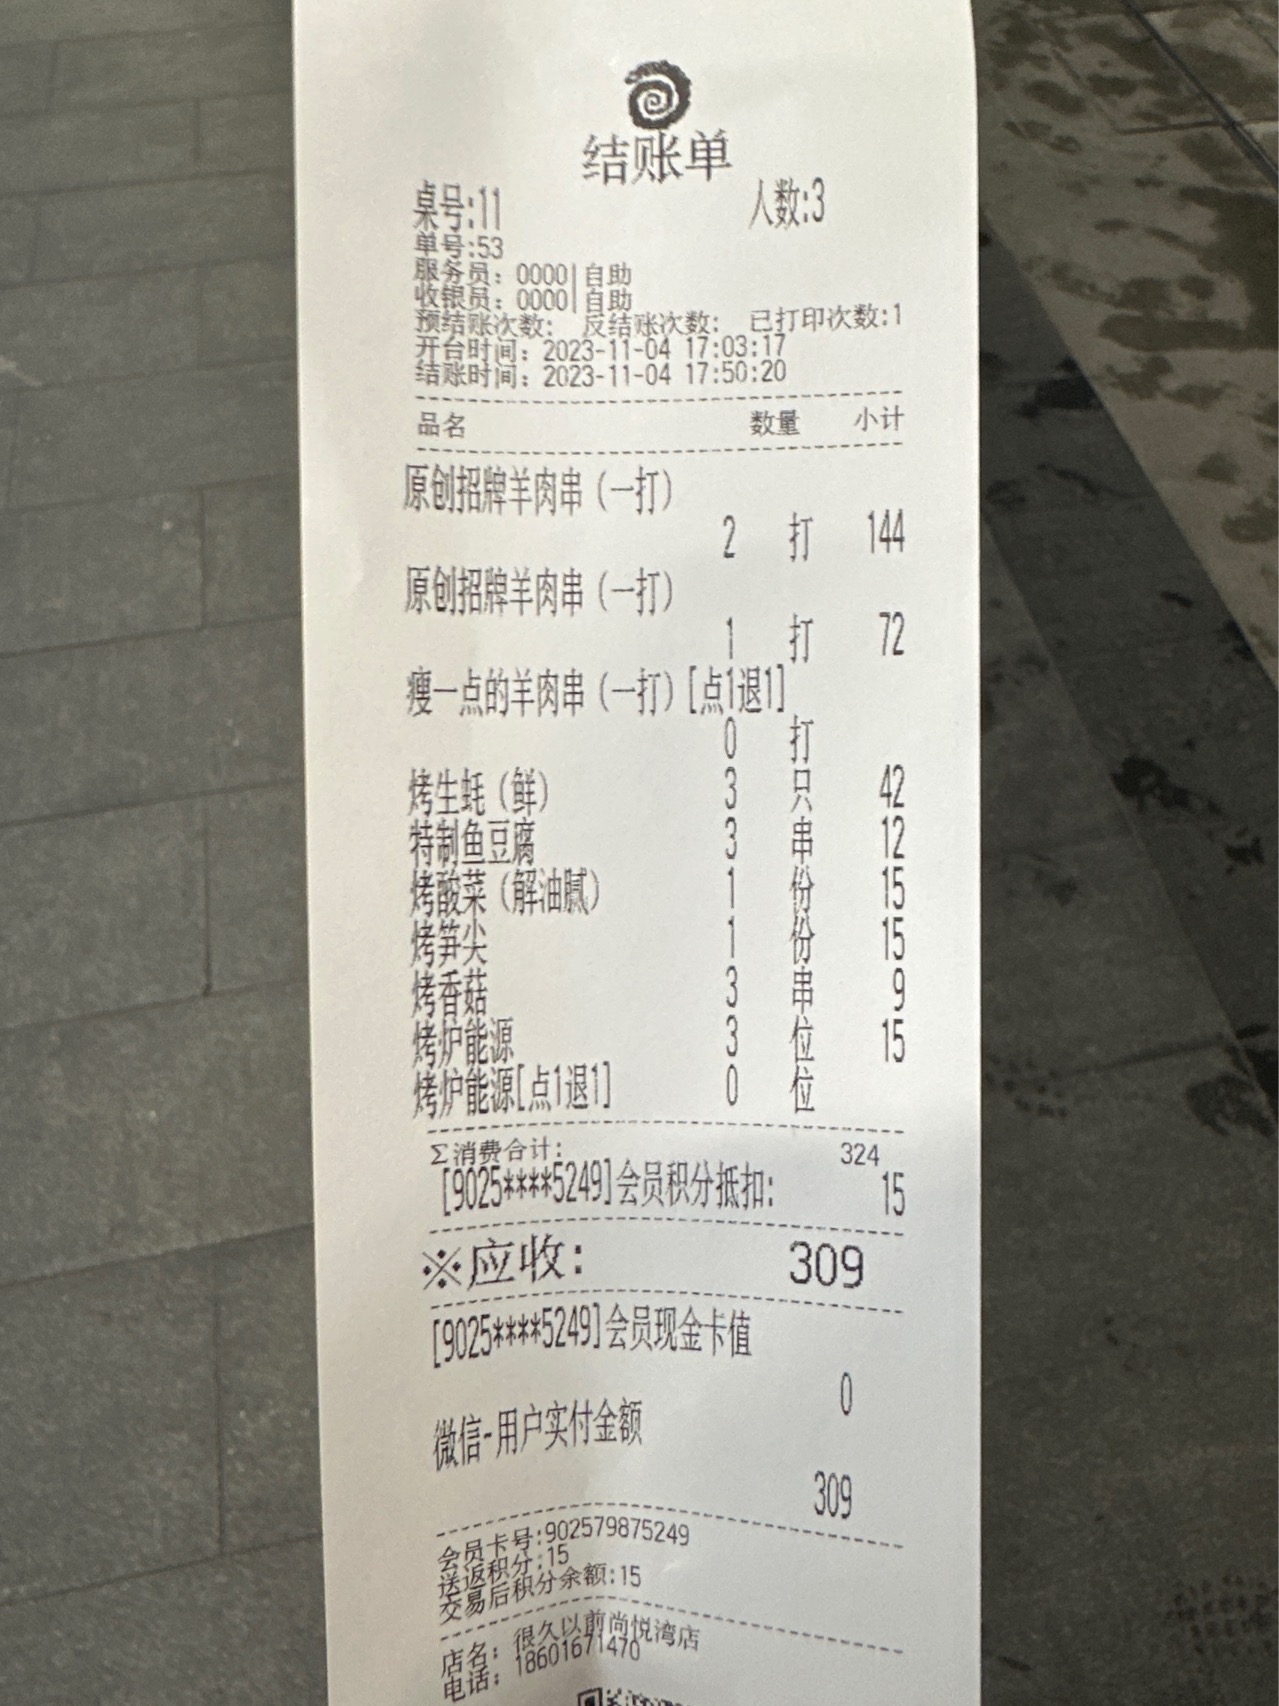 结账单
桌号:11 人数:3
单号:53
服务员: 0000|自助
收银员: 0000|自助
预结账次数: 反结账次数: 已打印次数:1
开台时间: 2023-11-04 17:03:17
结账时间: 2023-11-04 17:50:20
品名 数量 小计
原创招牌羊肉串 (一打)
2 打 144
原创招牌羊肉串 (一打)
1 打 72
瘦一点的羊肉串 (一打) [点1退1]
0 打
烤生蚝 (鲜) 3 只 42
特制鱼豆腐 3 串 12
烤酸菜 (解油腻) 1 份 15
烤笋尖 1 份 15
烤香菇 3 串 9
烤炉能源 3 位 15
烤炉能源[点1退1] 0 位
Σ消费合计: 324
[9025****5249]会员积分抵扣: 15
※应收: 309
[9025****5249]会员现金卡值
0
微信-用户实付金额
309
会员卡号:902579875249
送返积分:15
交易后积分余额:15
店名: 很久以前尚悦湾店
电话: 18601671470